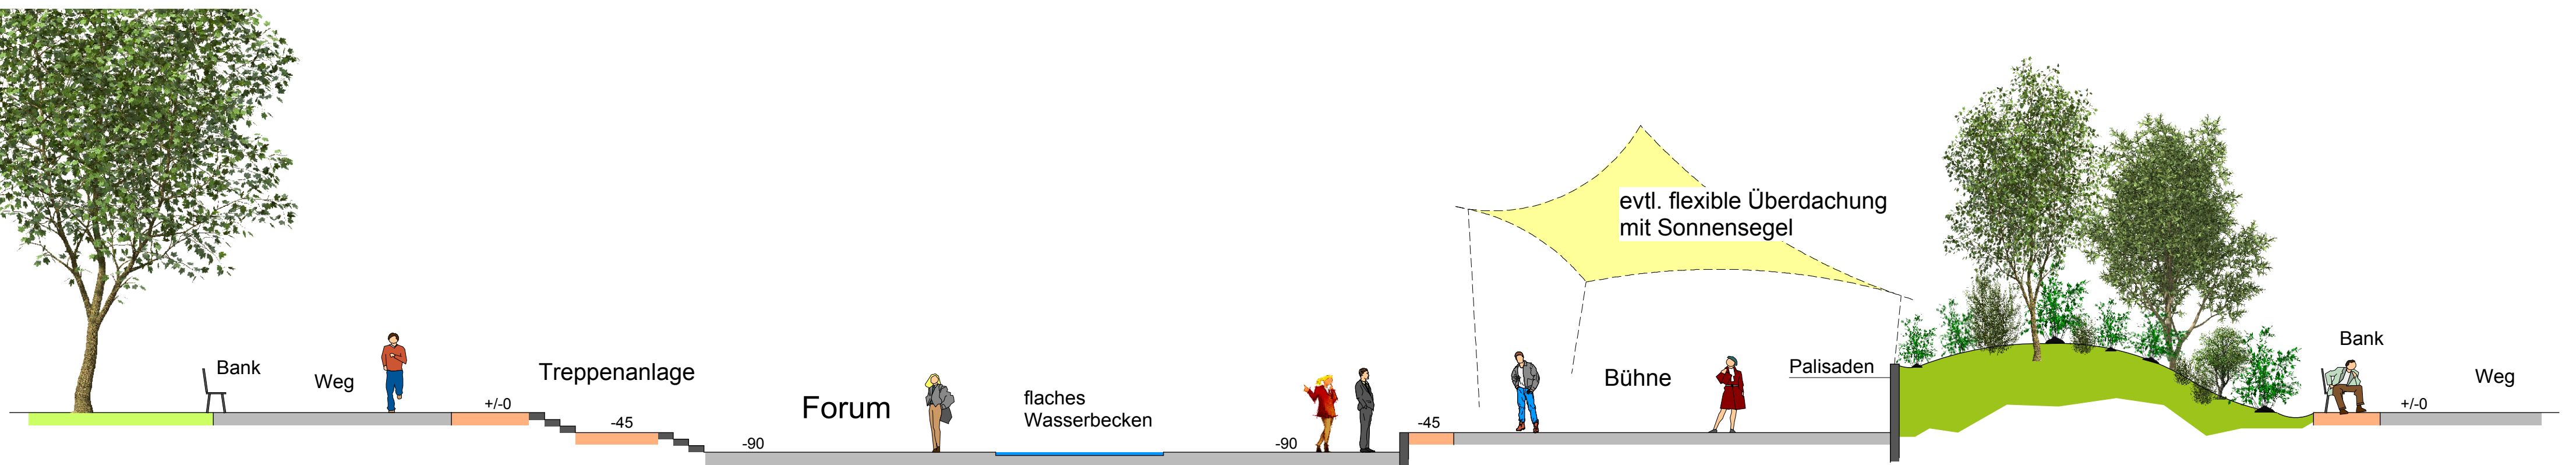 Bank
Weg
+/-0
Treppenanlage
-45
-90
Forum
flaches
Wasserbecken
-90
-45
evtl. flexible Überdachung
mit Sonnensegel
Bühne
Palisaden
Bank
+/-0
Weg